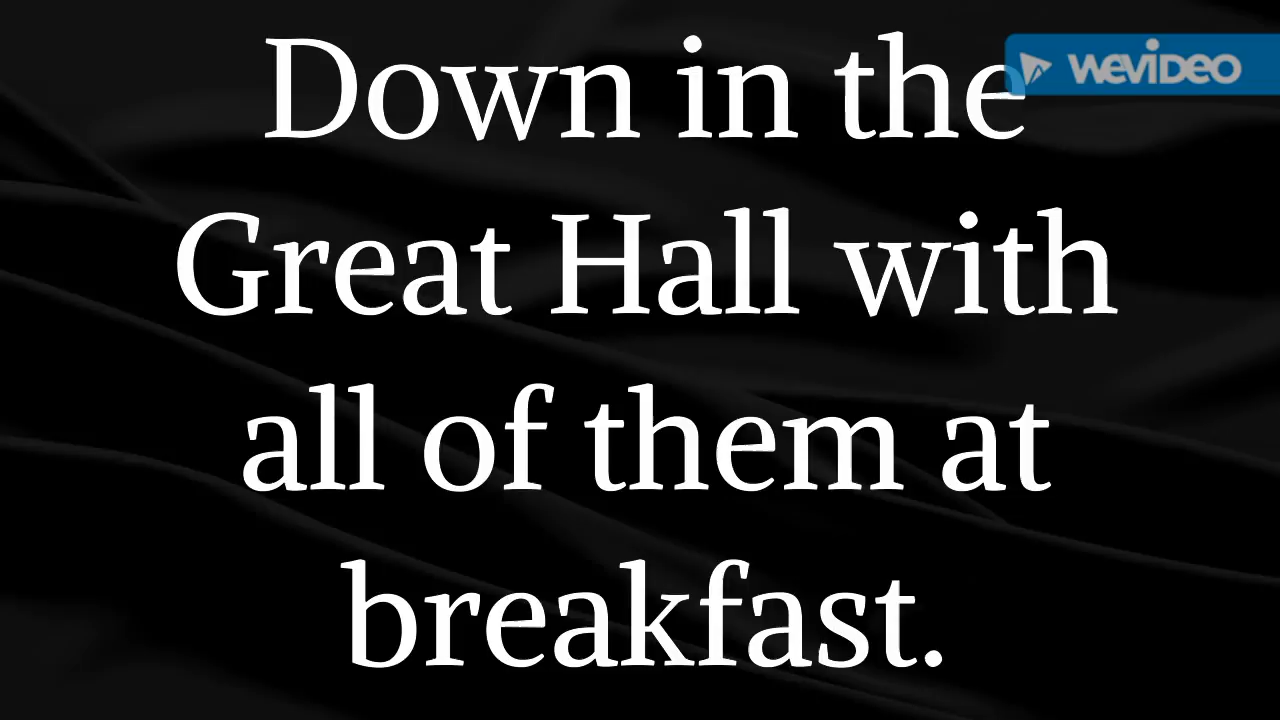 Down in the
WEVIDEO
Great Hall with
all of them at
breakfast.